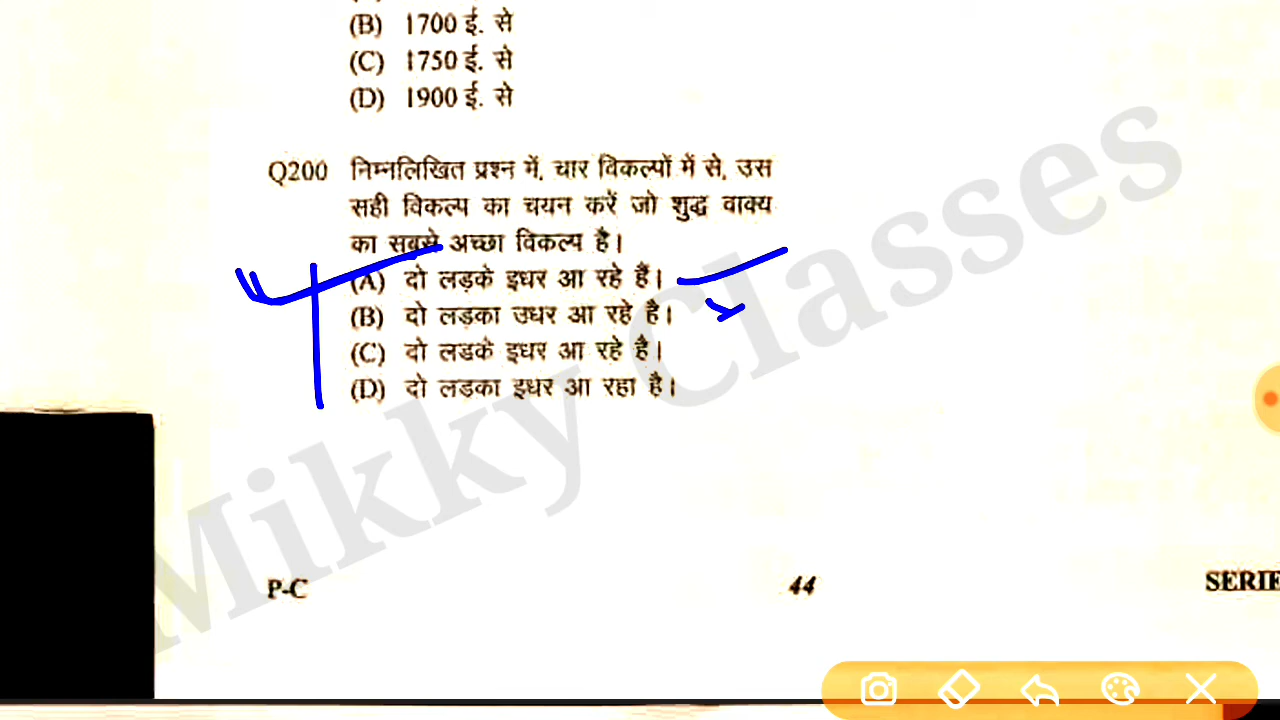 (B) 1700 ई. से
(C) 1750 ई. से
(D) 1900 ई. से
Q200 निम्नलिखित प्रश्न में, चार विकल्पों में से, उस
सही विकल्प का चयन करें जो शुद्ध वाक्य
का सबसे अच्छा विकल्प है।
(A) दो लड़के इधर आ रहे हैं।
(B) दो लड़का उधर आ रहे है।
(C) दो लडके इधर आ रहे है।
(D) दो लड़का इधर आ रहा है।
Mikky Classes
P-C 44 SERIE